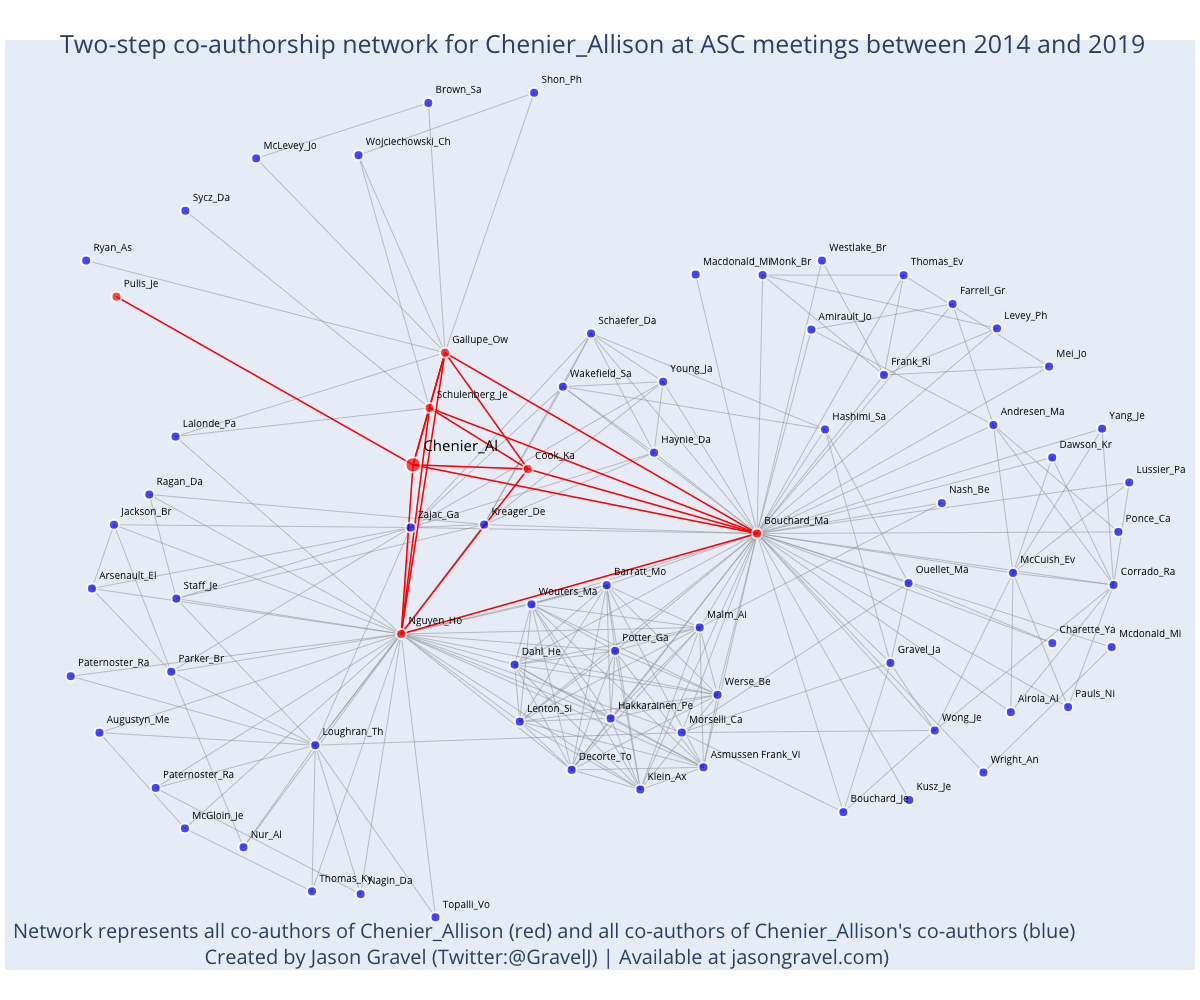 Two-step co-authorship network for Chenier_Allison at ASC meetings between 2014 and 2019
Shon_Ph
Brown_Sa
Wojciechowski_Ch
McLevey_Jo
Sycz_Da
Ryan_As
Westlake_Br
Macdonald_Mi
Monk_Br
Thomas_Ev
Pulis_Je
Farrell_Gr
Levey_Ph
Amirault_Jo
Schaefer_Da
Gallupe_Ow
Mei_Jo
Frank_Ri
Young_Ja
Wakefield_Sa
Schulenberg_Je
Andresen_Ma
Hashimi_Sa
Yang_Je
Lalonde_Pa
Haynie_Da
Dawson_Kr
Chenier_Al
Cook_Ka
Lussier_Pa
Ragan_Da
Nash_Be
Jackson_Br
Zajac_Ga
Kreager_De
Bouchard_Ma
Ponce_Ca
McCuish_Ev
Ouellet_Ma
Corrado_Ra
Barratt_Mo
Arsenault_El
Staff_Je
Wouters_Ma
Malm_Ai
Nguyen_Ho
Charette_Ya
Mcdonald_Mi
Potter_Ga
Dahl_He
Gravel_Ja
Parker_Br
Paternoster_Ra
Werse_Be
Pauls_Ni
Airola_Al
Lenton_Si
Hakkarainen_Pe
Morselli_Ca
Wong_Je
Augustyn_Me
Loughran_Th
Decorte_To
Asmussen Frank_Vi
Wright_An
Paternoster_Ra
Klein_Ax
Kusz_Je
Bouchard_Je
McGloin_Je
Nur_Al
Thomas_Ky
Nagin_Da
Topalli_Vo
Network represents all co-authors of Chenier_Allison (red) and all co-authors of Chenier_Allison's co-authors (blue)
Created by Jason Gravel (Twitter:@GravelJ) | Available at jasongravel.com)